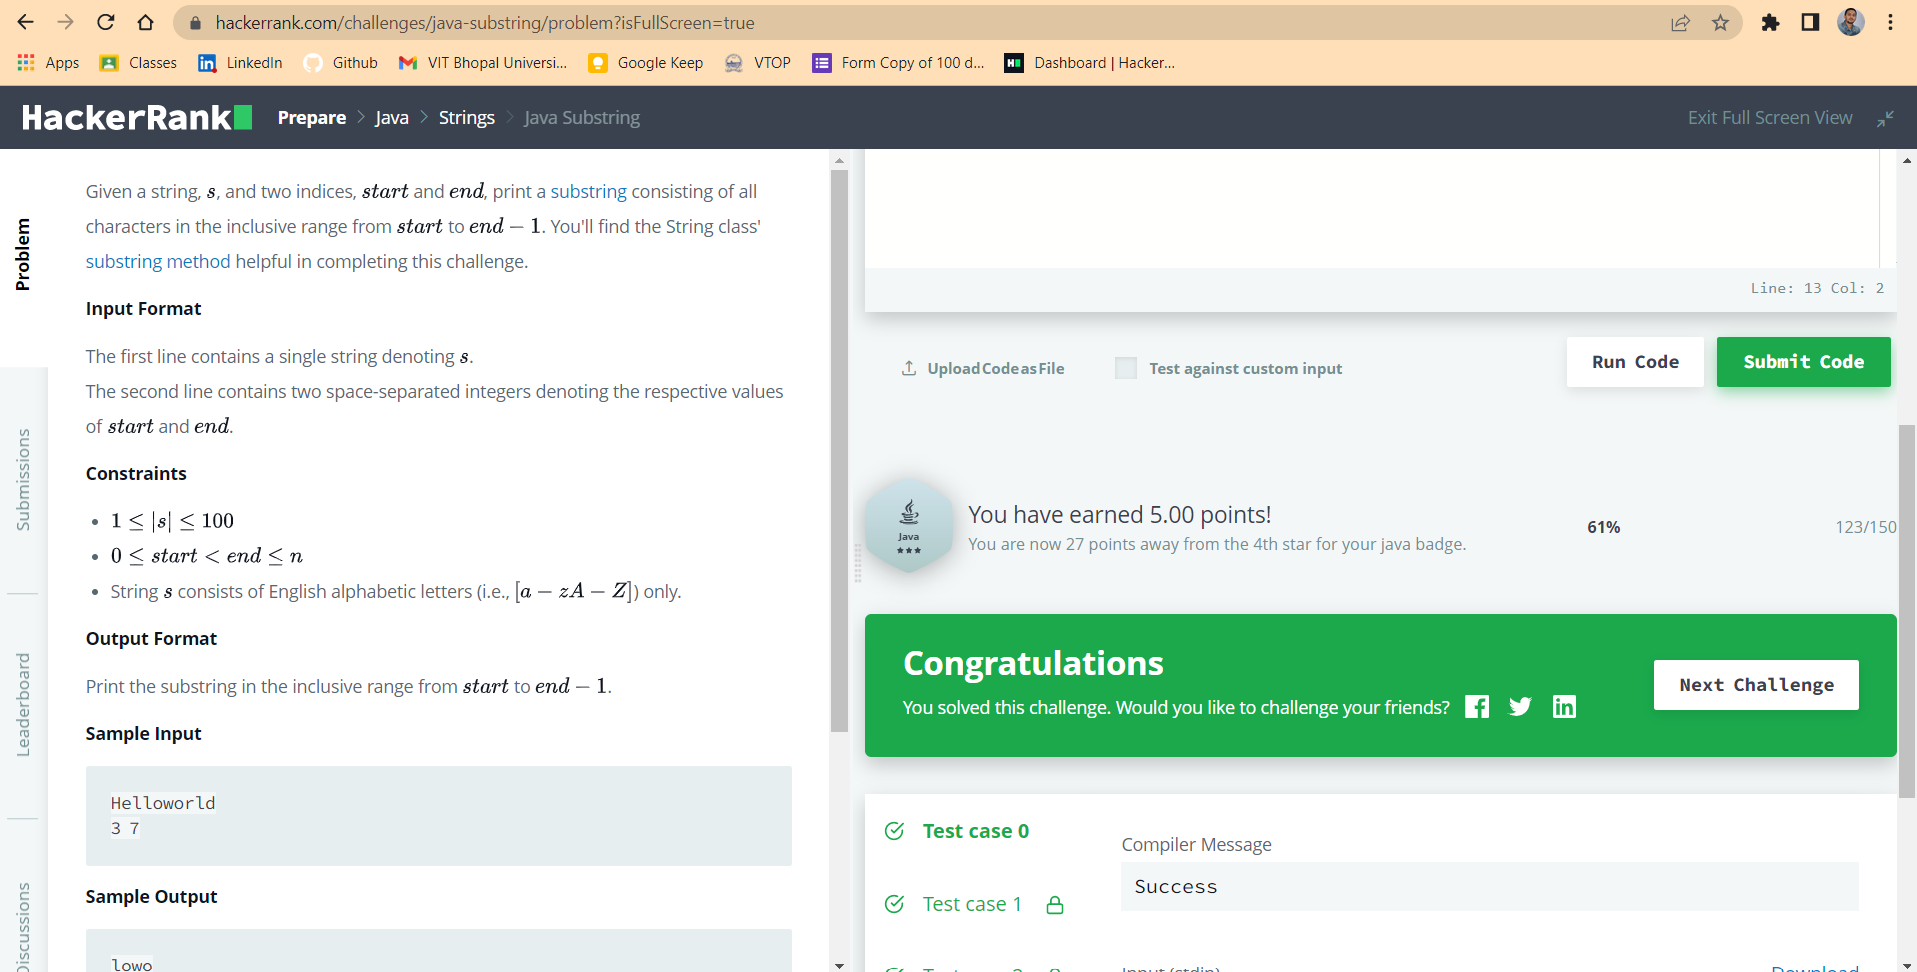 hackerrank.com/challenges/java-substring/problem?isFullScreen=true
Apps Classes LinkedIn Github VIT Bhopal Universi... Google Keep VTOP Form Copy of 100 d... Dashboard | Hacker...
HackerRank Prepare > Java > Strings > Java Substring Exit Full Screen View
Problem
Submissions
Leaderboard
Discussions
Given a string, s, and two indices, start and end, print a substring consisting of all
characters in the inclusive range from start to end − 1. You'll find the String class'
substring method helpful in completing this challenge.
Input Format
The first line contains a single string denoting s.
The second line contains two space-separated integers denoting the respective values
of start and end.
Constraints
• 1 ≤ |s| ≤ 100
• 0 ≤ start < end ≤ n
• String s consists of English alphabetic letters (i.e., [a − zA − Z]) only.
Output Format
Print the substring in the inclusive range from start to end − 1.
Sample Input
Helloworld
3 7
Sample Output
lowo
Line: 13 Col: 2
Upload Code as File Test against custom input Run Code Submit Code
Java
You have earned 5.00 points!
You are now 27 points away from the 4th star for your java badge.
61% 123/150
Congratulations
You solved this challenge. Would you like to challenge your friends?
Next Challenge
Test case 0
Test case 1
Compiler Message
Success
Input (stdin) Download